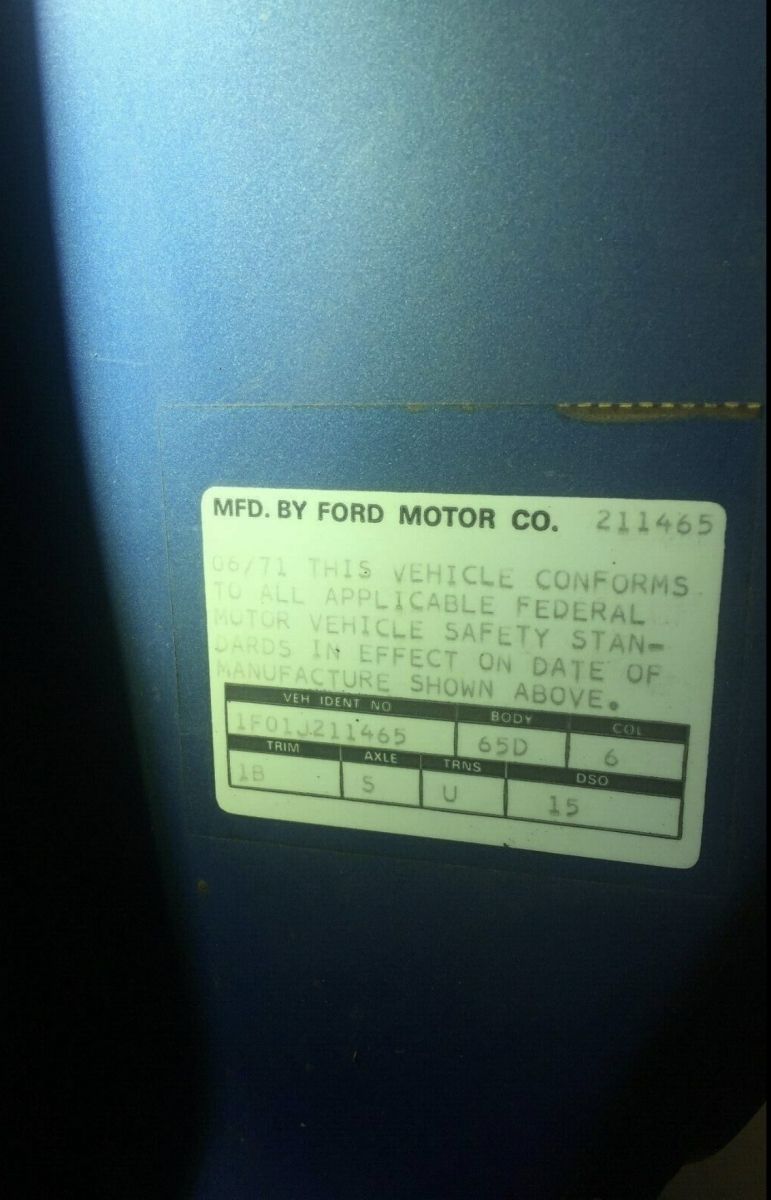 MFD. BY FORD MOTOR CO. 211465
06/71 THIS VEHICLE CONFORMS
TO ALL APPLICABLE FEDERAL
MOTOR VEHICLE SAFETY STAN-
DARDS IN EFFECT ON DATE OF
MANUFACTURE SHOWN ABOVE.
VEH IDENT NO BODY COL
1F01J211465 65D 6
TRIM AXLE TRNS DSO
1B S U 15